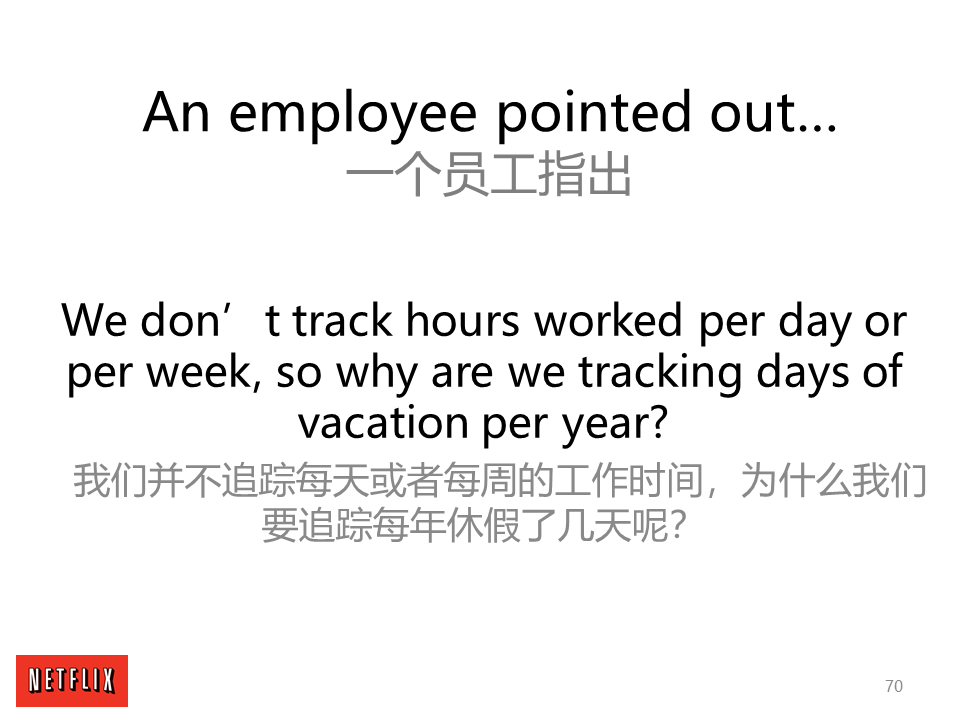 An employee pointed out…
一个员工指出
We don’t track hours worked per day or
per week, so why are we tracking days of
vacation per year?
我们并不追踪每天或者每周的工作时间，为什么我们
要追踪每年休假了几天呢？
NETFLIX
70